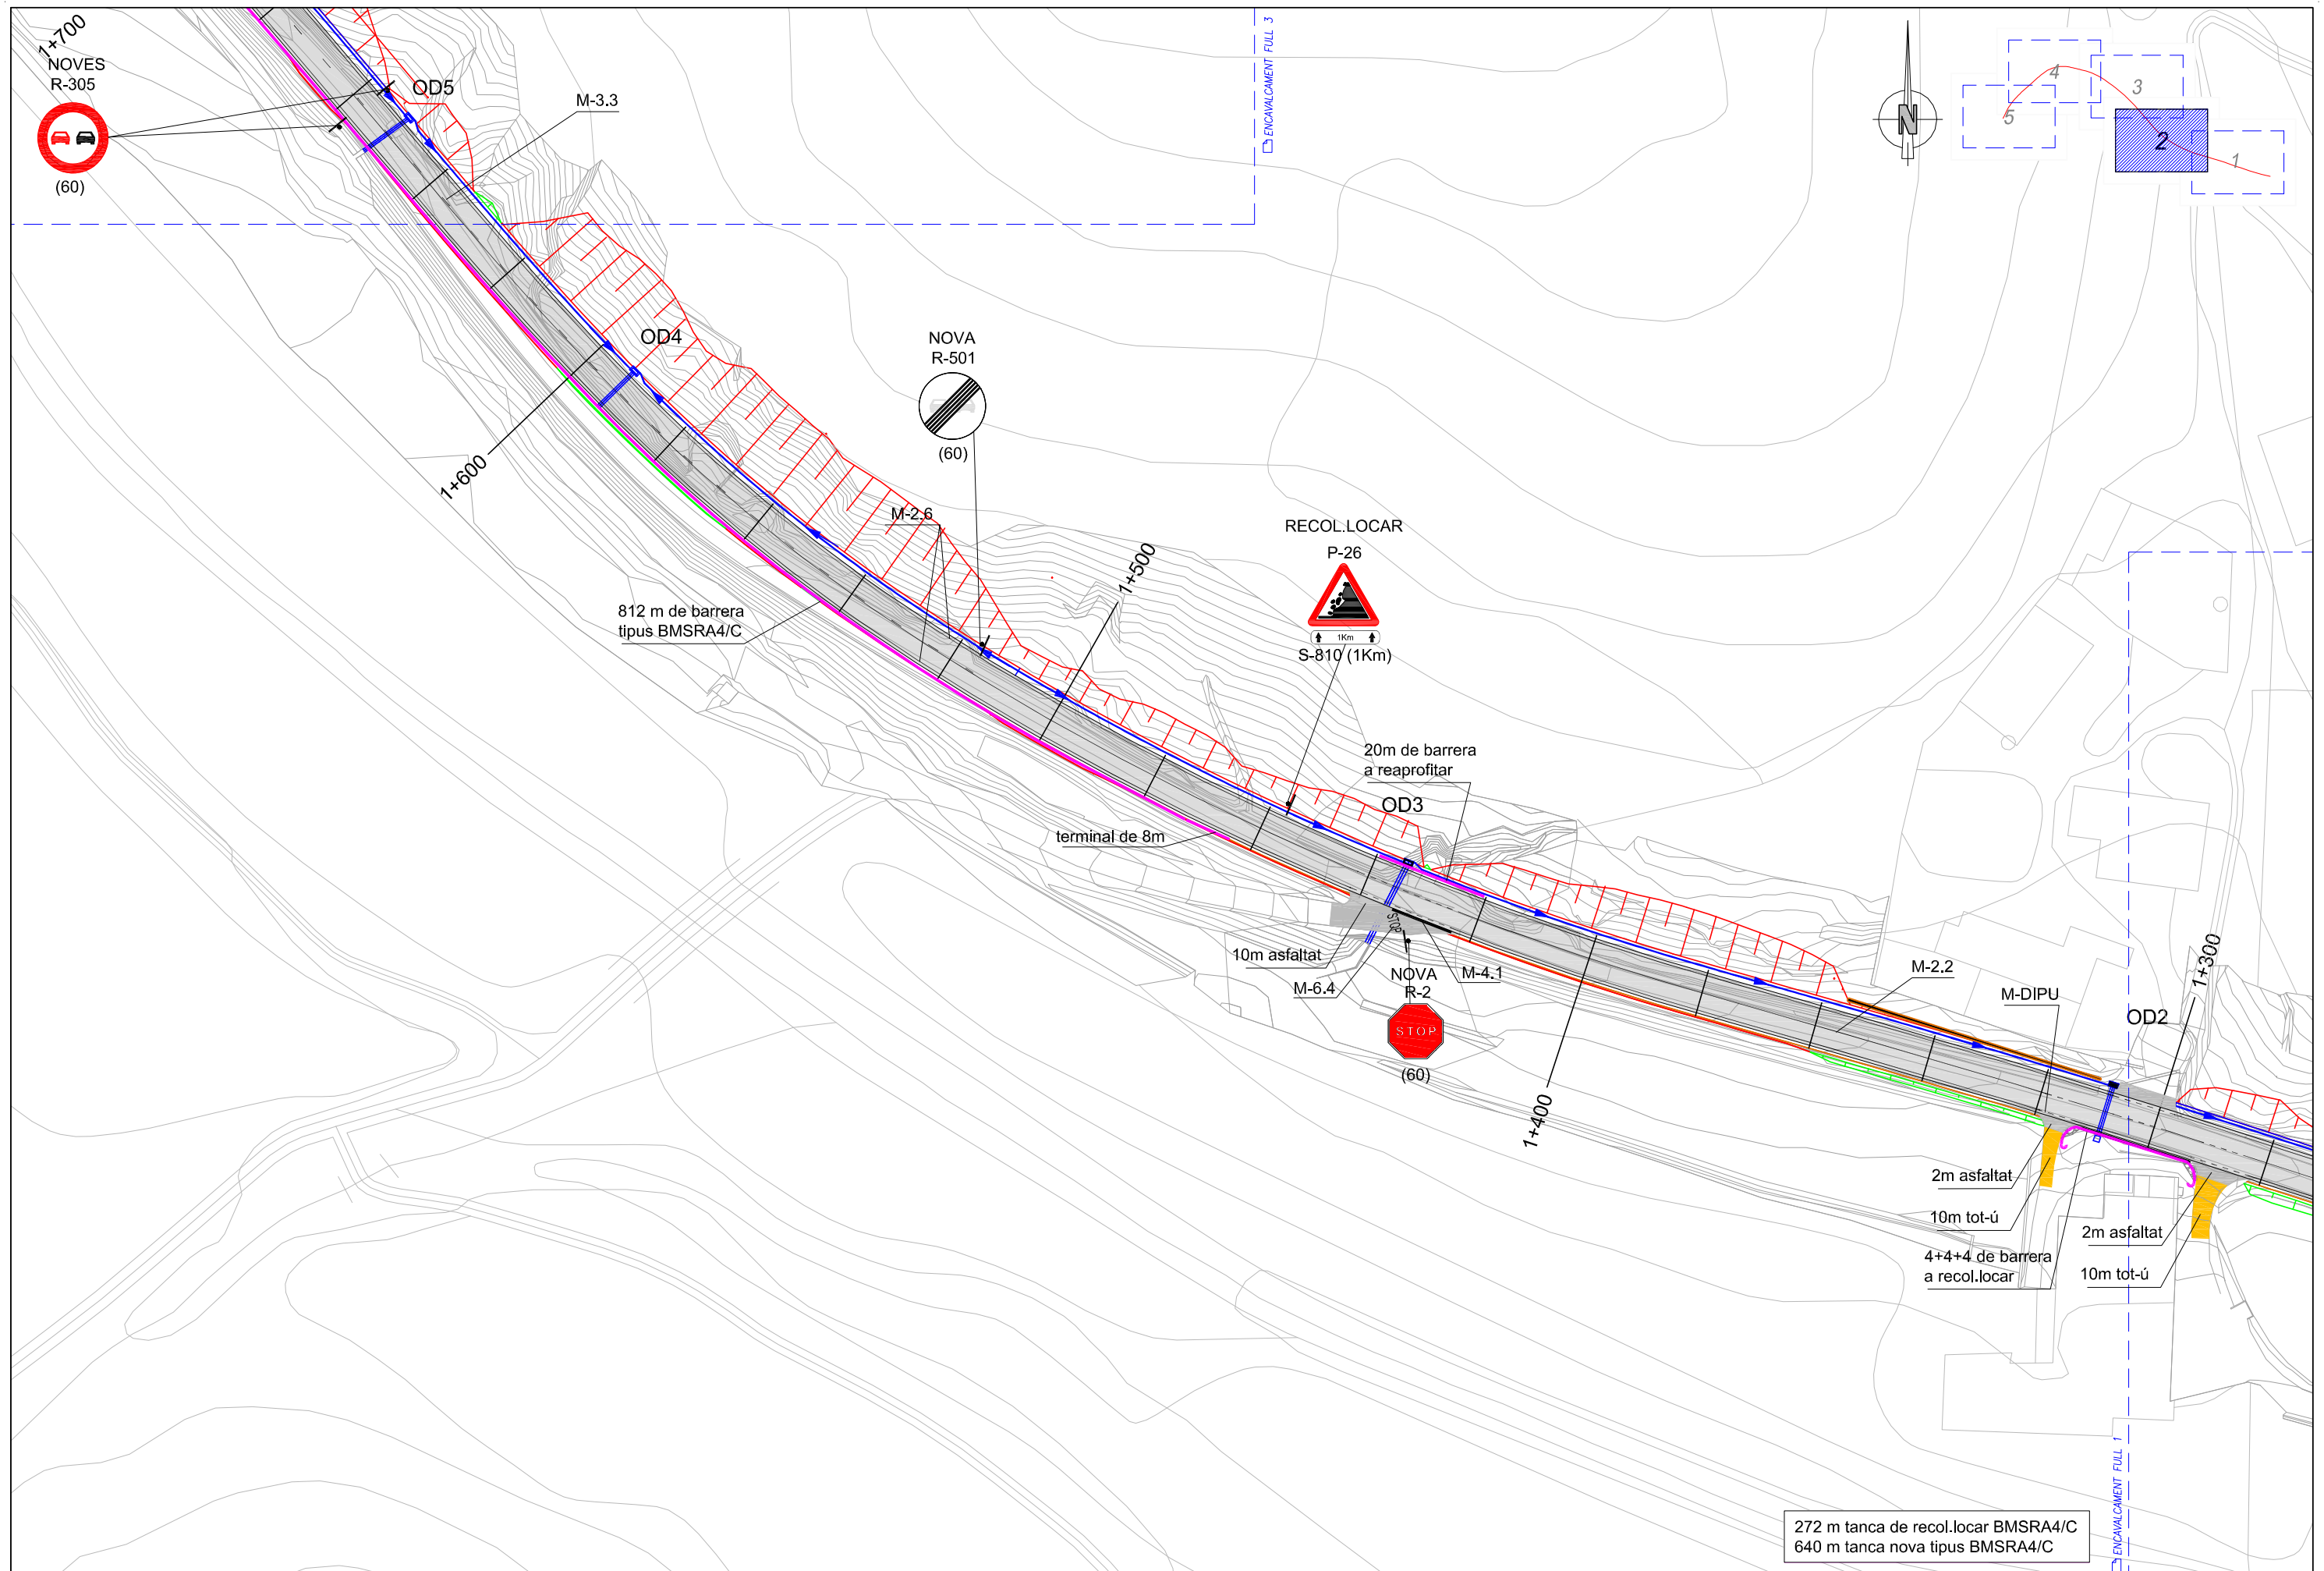 1+700
NOVES
R-305
(60)
OD5
M-3.3
ENCAVALCAMENT FULL 3
N
4
3
5
2
1
OD4
NOVA
R-501
(60)
1+600
M-2.6
1+500
RECOL.LOCAR
P-26
1Km
S-810 (1Km)
812 m de barrera
tipus BMSRA4/C
20m de barrera
a reaprofitar
OD3
terminal de 8m
STOP
10m asfaltat
M-6.4
NOVA
R-2
M-4.1
STOP
(60)
M-2.2
M-DIPU
1+300
OD2
1+400
2m asfaltat
10m tot-ú
2m asfaltat
4+4+4 de barrera
a recol.locar
10m tot-ú
ENCAVALCAMENT FULL 1
272 m tanca de recol.locar BMSRA4/C
640 m tanca nova tipus BMSRA4/C